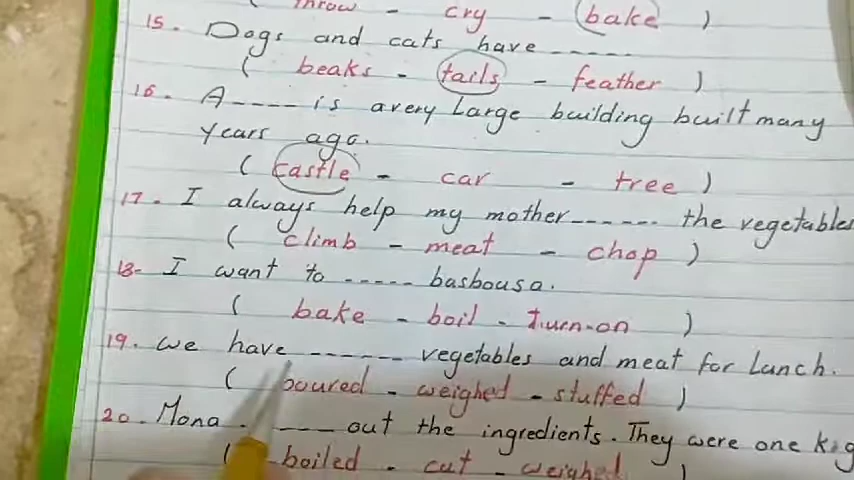 ( throw - cry - bake )
15. Dogs and cats have -----
( beaks - tails - feather )
16. A---- is avery Large building built many
years ago.
( castle - car - tree )
17. I always help my mother------ the vegetables
( climb - meat - chop )
18- I want to ----- basbousa.
( bake - boil - turn-on )
19. we have ------ vegetables and meat for Lunch.
( poured - weighed - stuffed )
20. Mona ----- out the ingredients. They were one
( boiled - cut - weighed )